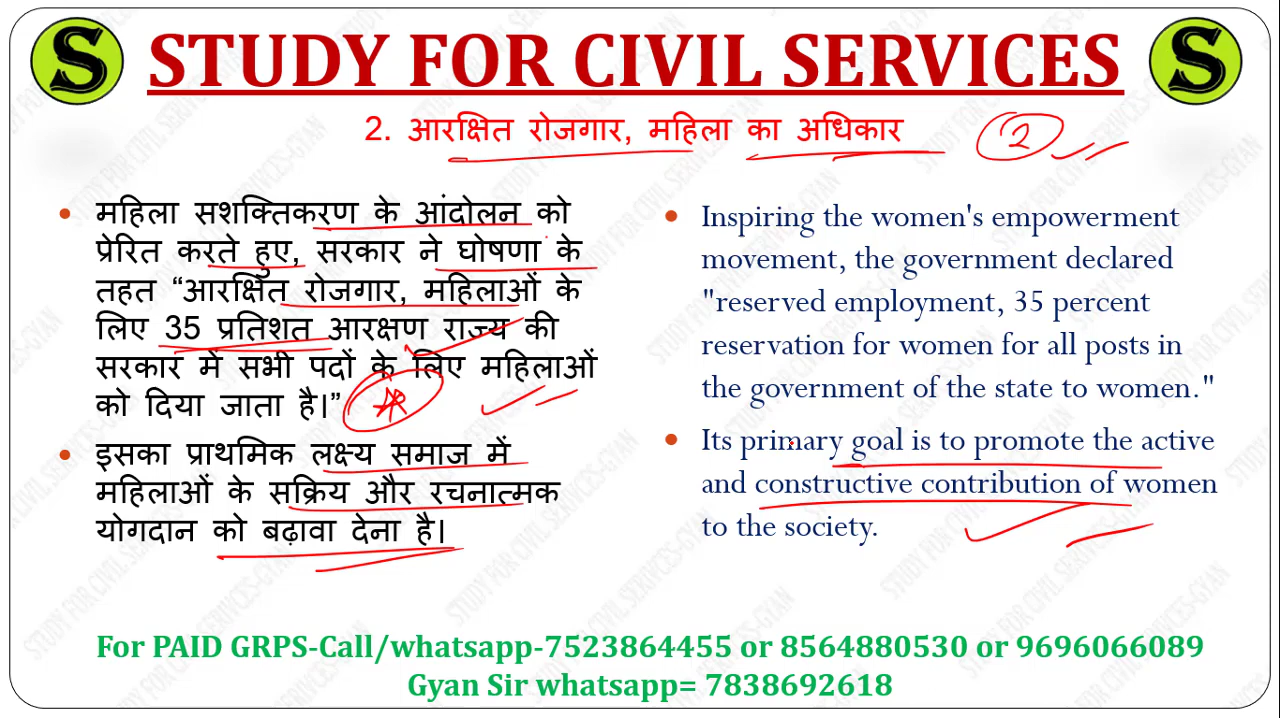 S STUDY FOR CIVIL SERVICES S
2. आरक्षित रोजगार, महिला का अधिकार
2
• महिला सशक्तिकरण के आंदोलन को
प्रेरित करते हुए, सरकार ने घोषणा के
तहत “आरक्षित रोजगार, महिलाओं के
लिए 35 प्रतिशत आरक्षण राज्य की
सरकार में सभी पदों के लिए महिलाओं
को दिया जाता है।”
• इसका प्राथमिक लक्ष्य समाज में
महिलाओं के सक्रिय और रचनात्मक
योगदान को बढ़ावा देना है।
• Inspiring the women's empowerment
movement, the government declared
"reserved employment, 35 percent
reservation for women for all posts in
the government of the state to women."
• Its primary goal is to promote the active
and constructive contribution of women
to the society.
For PAID GRPS-Call/whatsapp-7523864455 or 8564880530 or 9696066089
Gyan Sir whatsapp= 7838692618